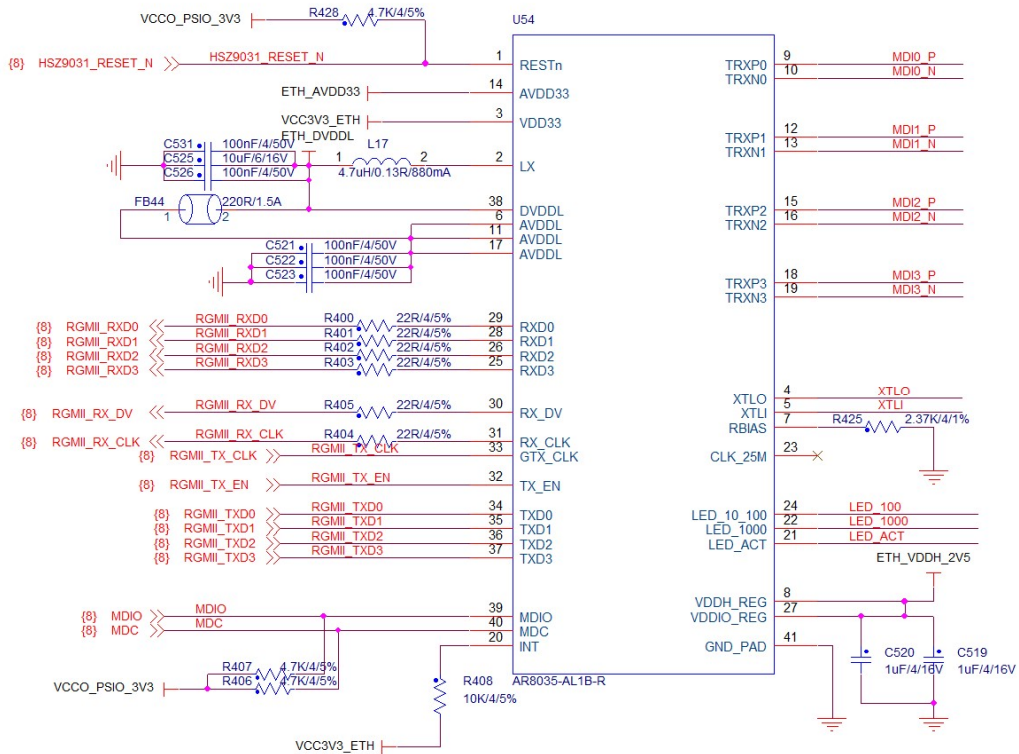 R428 4.7K/4/5%
VCCO_PSIO_3V3
U54
{8} HSZ9031_RESET_N HSZ9031_RESET_N 1 RESTn
TRXP0 9 MDI0_P
TRXN0 10 MDI0_N
ETH_AVDD33 14 AVDD33
VCC3V3_ETH 3 VDD33
ETH_DVDDL
C531 100nF/4/50V
C525 10uF/6/16V
C526 100nF/4/50V
1 L17 2
4.7uH/0.13R/880mA
2 LX
TRXP1 12 MDI1_P
TRXN1 13 MDI1_N
FB44 220R/1.5A
1 2
38 DVDDL
6 AVDDL
11 AVDDL
17 AVDDL
TRXP2 15 MDI2_P
TRXN2 16 MDI2_N
C521 100nF/4/50V
C522 100nF/4/50V
C523 100nF/4/50V
TRXP3 18 MDI3_P
TRXN3 19 MDI3_N
{8} RGMII_RXD0 RGMII_RXD0 R400 22R/4/5% 29 RXD0
{8} RGMII_RXD1 RGMII_RXD1 R401 22R/4/5% 28 RXD1
{8} RGMII_RXD2 RGMII_RXD2 R402 22R/4/5% 26 RXD2
{8} RGMII_RXD3 RGMII_RXD3 R403 22R/4/5% 25 RXD3
{8} RGMII_RX_DV RGMII_RX_DV R405 22R/4/5% 30 RX_DV
XTLO 4 XTLO
XTLI 5 XTLI
RBIAS 7 R425 2.37K/4/1%
{8} RGMII_RX_CLK RGMII_RX_CLK R404 22R/4/5% 31 RX_CLK
{8} RGMII_TX_CLK RGMII_TX_CLK 33 GTX_CLK
CLK_25M 23
{8} RGMII_TX_EN RGMII_TX_EN 32 TX_EN
{8} RGMII_TXD0 RGMII_TXD0 34 TXD0
{8} RGMII_TXD1 RGMII_TXD1 35 TXD1
{8} RGMII_TXD2 RGMII_TXD2 36 TXD2
{8} RGMII_TXD3 RGMII_TXD3 37 TXD3
LED_10_100 24 LED_100
LED_1000 22 LED_1000
LED_ACT 21 LED_ACT
ETH_VDDH_2V5
VDDH_REG 8
VDDIO_REG 27
{8} MDIO MDIO 39 MDIO
{8} MDC MDC 40 MDC
20 INT
GND_PAD 41
C520 1uF/4/16V
C519 1uF/4/16V
R407 4.7K/4/5%
R406 4.7K/4/5%
VCCO_PSIO_3V3
R408
10K/4/5%
AR8035-AL1B-R
VCC3V3_ETH